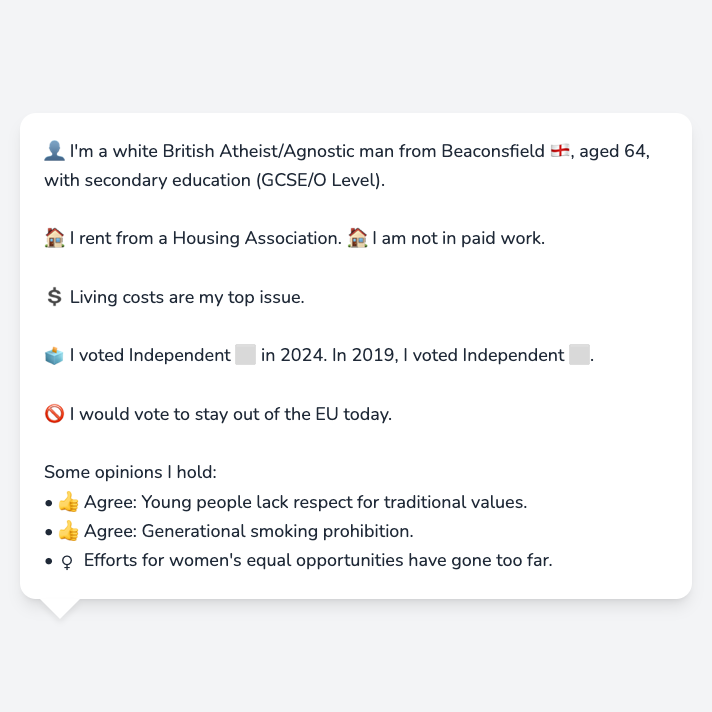 👤 I'm a white British Atheist/Agnostic man from Beaconsfield 🏴󠁧󠁢󠁥󠁮󠁧󠁿, aged 64,
with secondary education (GCSE/O Level).
🏠 I rent from a Housing Association. 🏠 I am not in paid work.
💲 Living costs are my top issue.
🗳️ I voted Independent ⬜ in 2024. In 2019, I voted Independent ⬜.
🚫 I would vote to stay out of the EU today.
Some opinions I hold:
• 👍 Agree: Young people lack respect for traditional values.
• 👍 Agree: Generational smoking prohibition.
• ♀ Efforts for women's equal opportunities have gone too far.